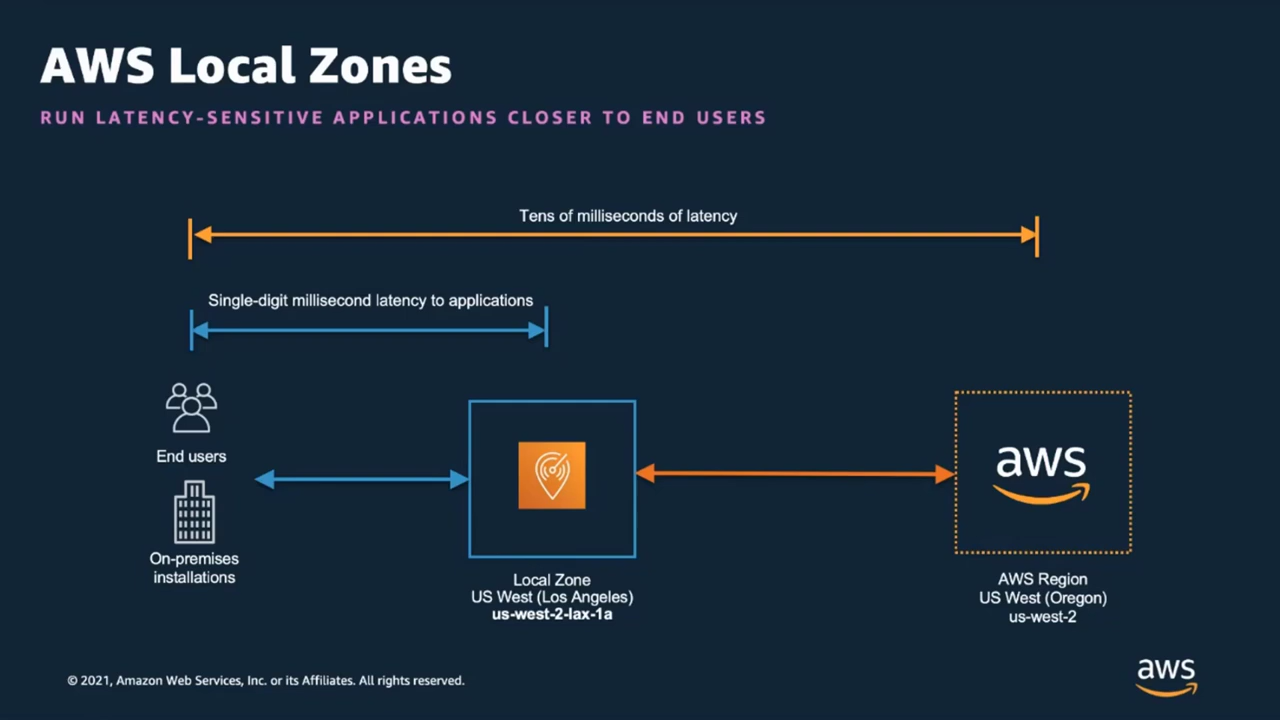 AWS Local Zones
RUN LATENCY-SENSITIVE APPLICATIONS CLOSER TO END USERS
Tens of milliseconds of latency
Single-digit millisecond latency to applications
End users
On-premises
installations
Local Zone
US West (Los Angeles)
us-west-2-lax-1a
aws
AWS Region
US West (Oregon)
us-west-2
© 2021, Amazon Web Services, Inc. or its Affiliates. All rights reserved.
aws